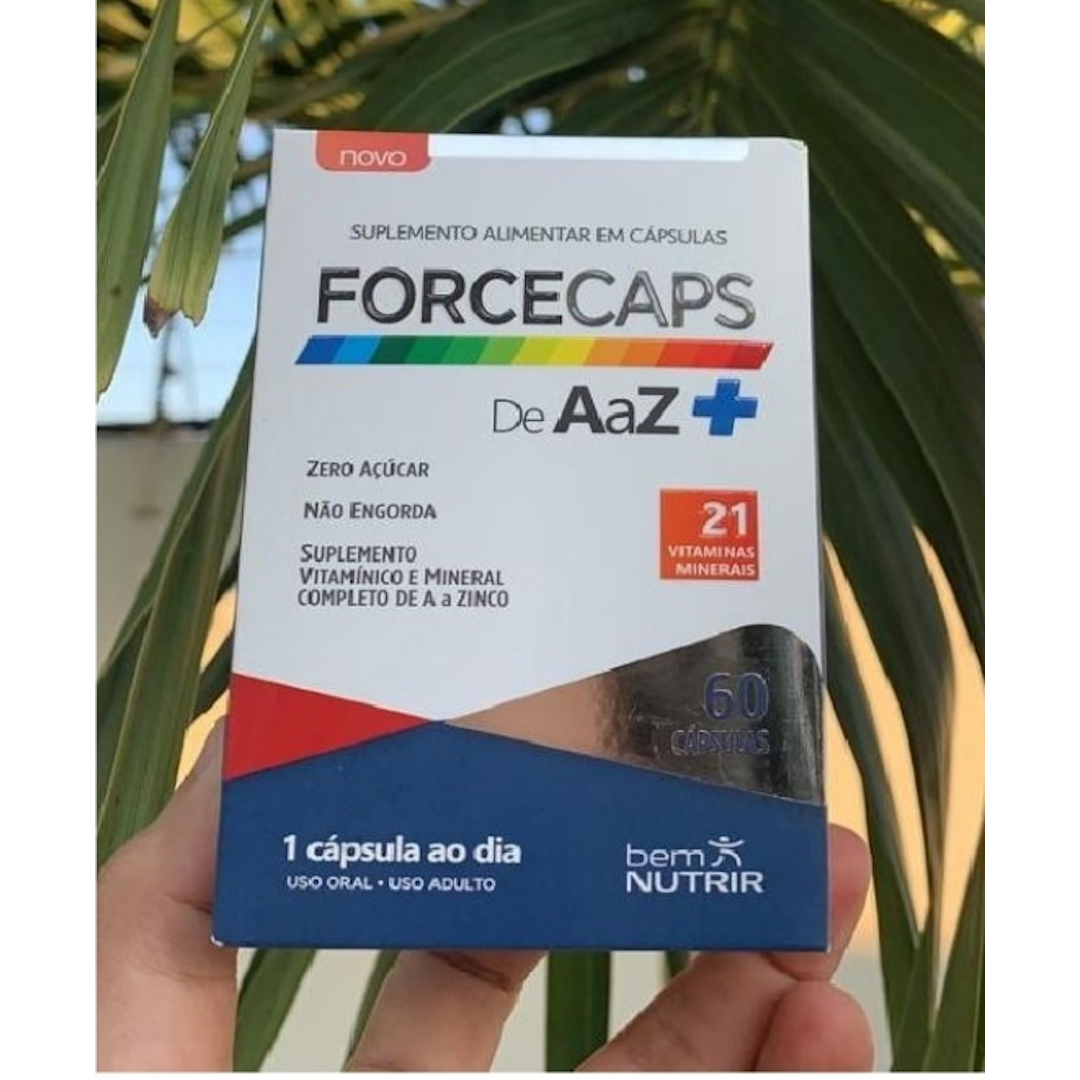 novo
SUPLEMENTO ALIMENTAR EM CÁPSULAS
FORCECAPS
De AaZ+
ZERO AÇÚCAR
NÃO ENGORDA
SUPLEMENTO
VITAMÍNICO E MINERAL
COMPLETO DE A a ZINCO
21
VITAMINAS
MINERAIS
60
CÁPSULAS
1 cápsula ao dia
USO ORAL • USO ADULTO
bem
NUTRIR